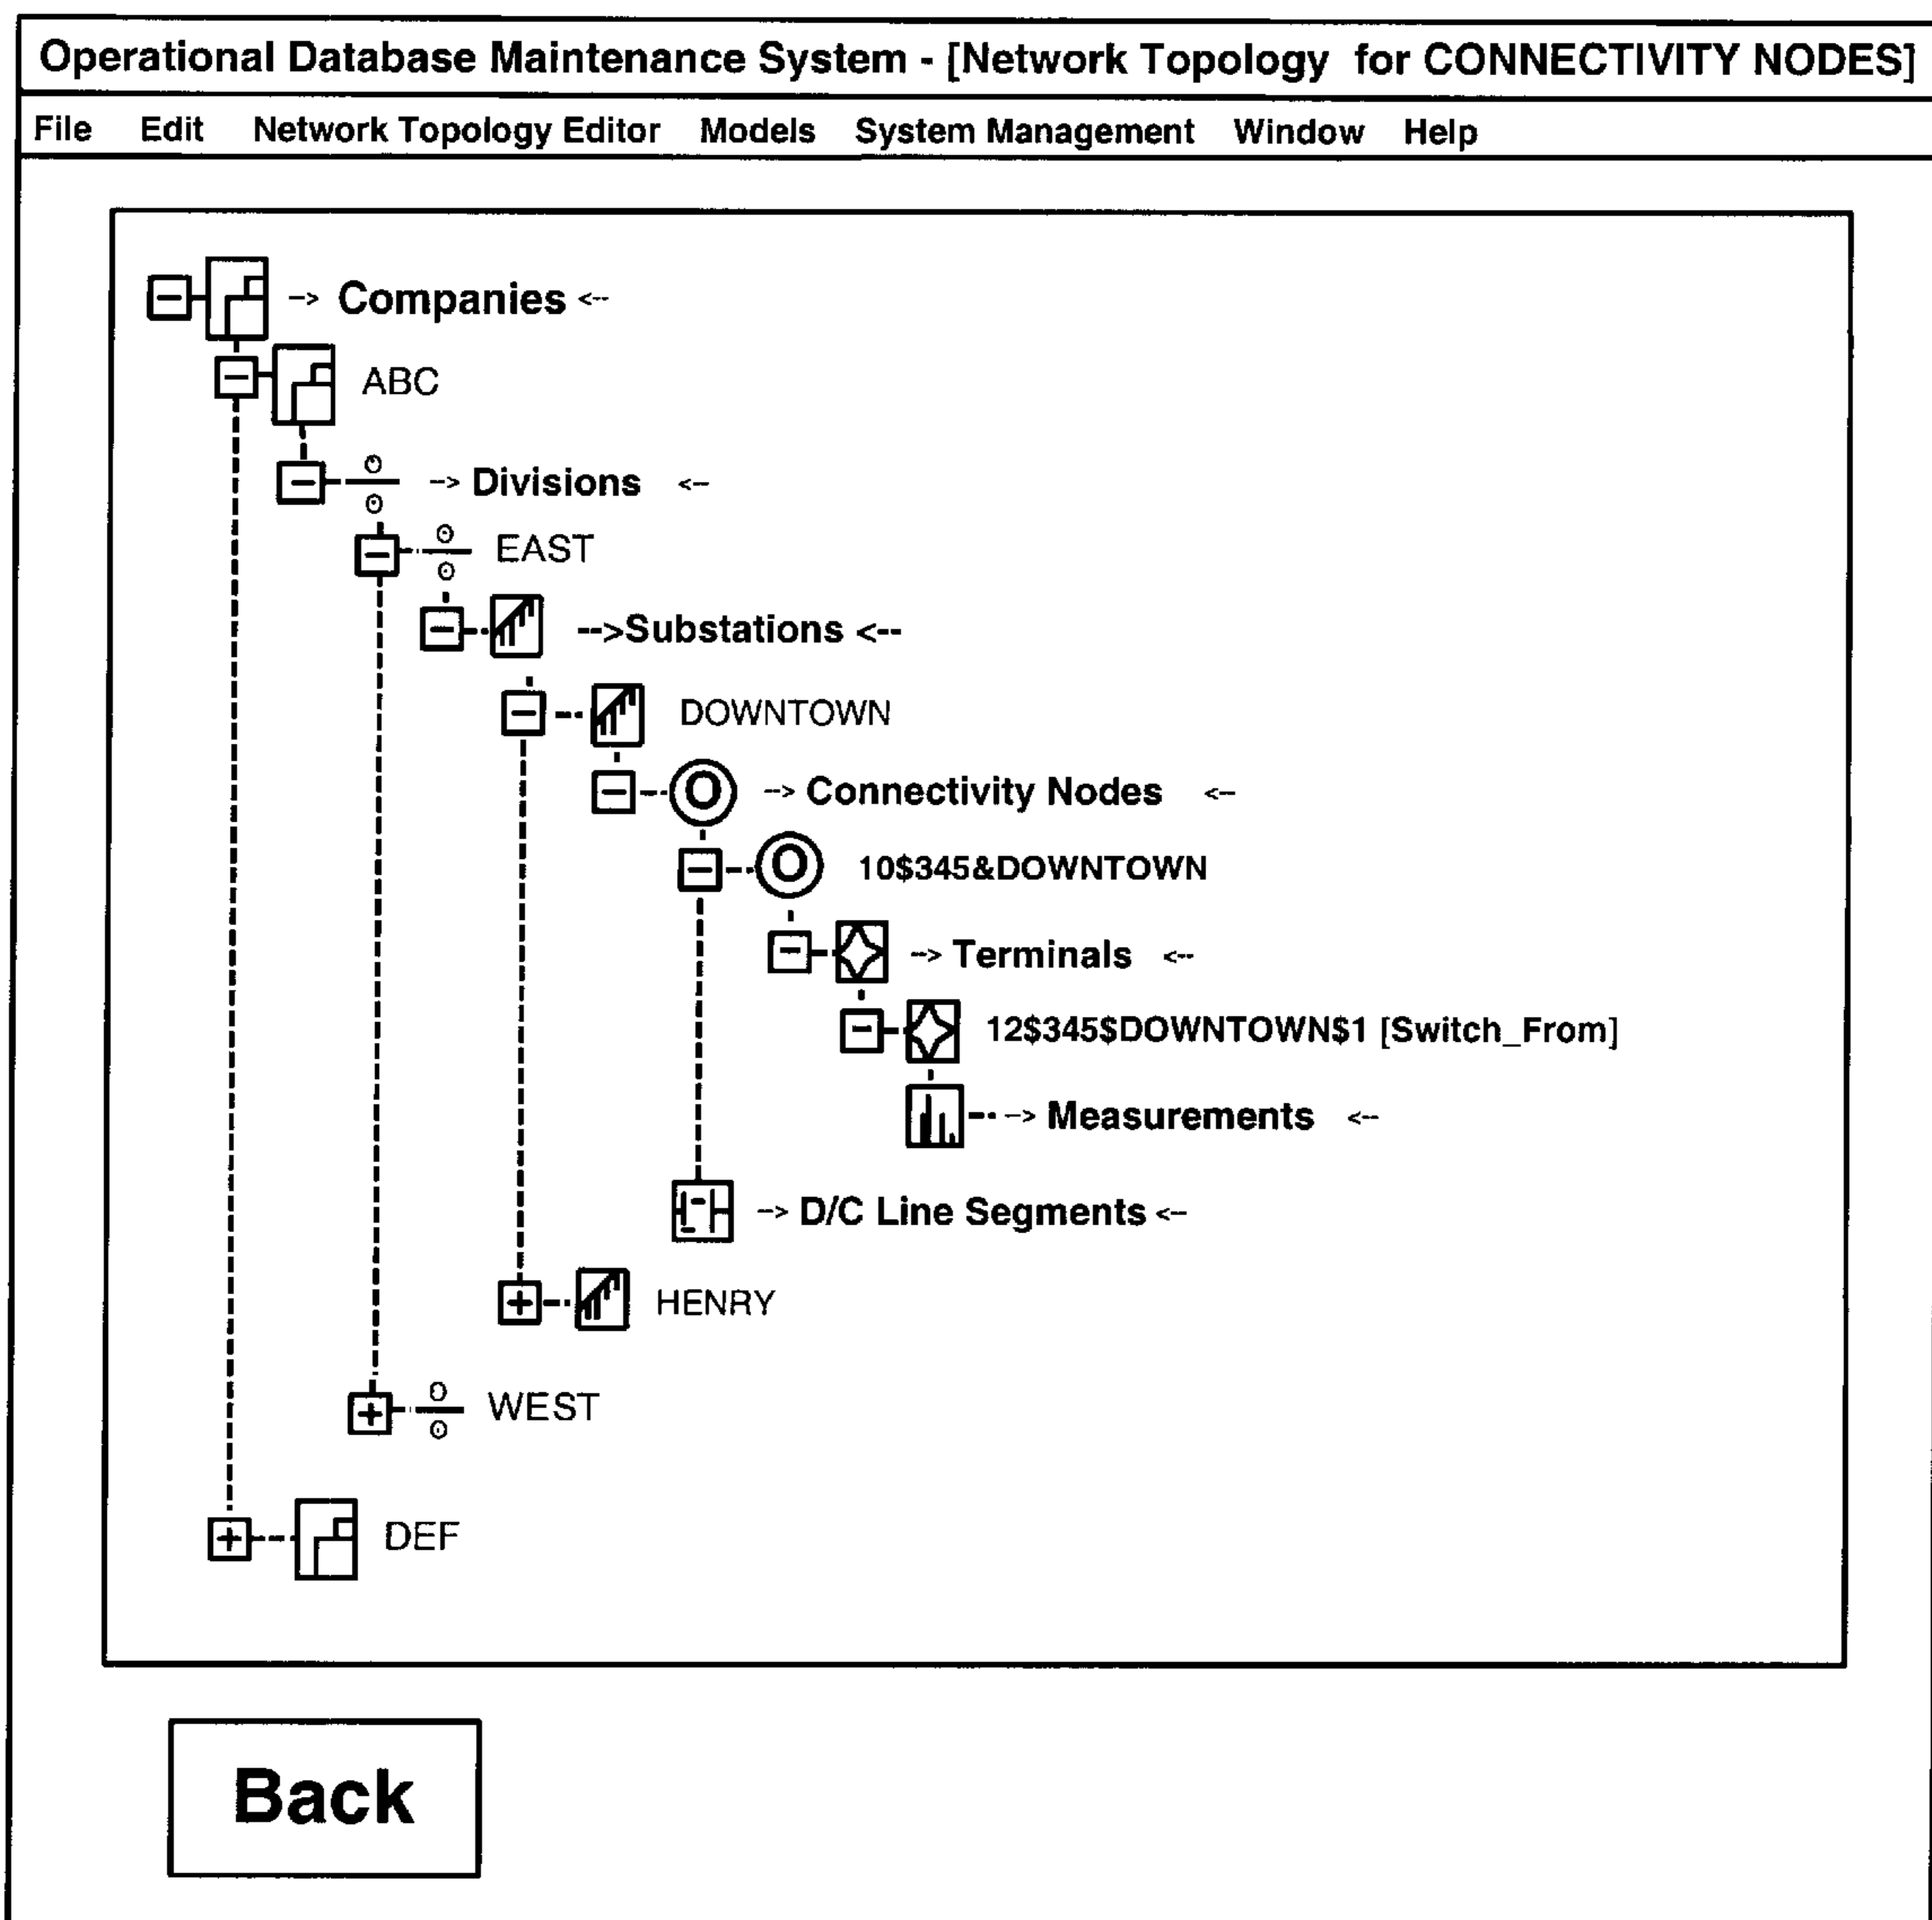 Operational Database Maintenance System - [Network Topology for CONNECTIVITY NODES]
File Edit Network Topology Editor Models System Management Window Help
--> Companies <--
ABC
--> Divisions <--
EAST
-->Substations <--
DOWNTOWN
--> Connectivity Nodes <--
10$345&DOWNTOWN
--> Terminals <--
12$345$DOWNTOWN$1 [Switch_From]
--> Measurements <--
--> D/C Line Segments <--
HENRY
WEST
DEF
Back